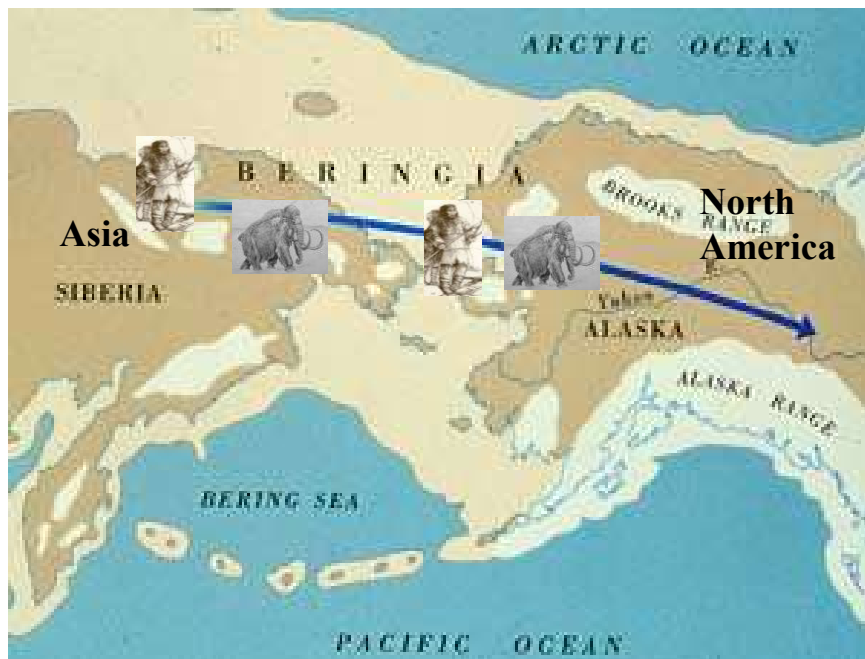 ARCTIC OCEAN
BERINGIA
BROOKS RANGE
North
America
Asia
SIBERIA
Yukon
ALASKA
ALASKA RANGE
BERING SEA
PACIFIC OCEAN